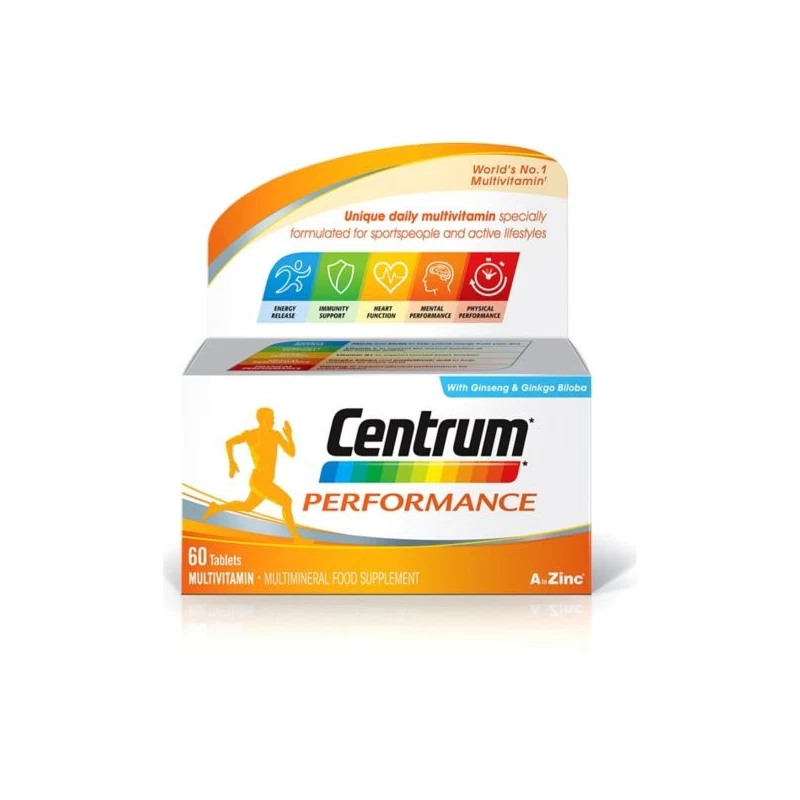 World's No.1
Multivitamin†
Unique daily multivitamin specially
formulated for sportspeople and active lifestyles
ENERGY RELEASE
IMMUNITY SUPPORT
HEART FUNCTION
MENTAL PERFORMANCE
PHYSICAL PERFORMANCE
With Ginseng & Ginkgo Biloba
Centrum*
*
PERFORMANCE
60 Tablets
MULTIVITAMIN • MULTIMINERAL FOOD SUPPLEMENT
A to Zinc*